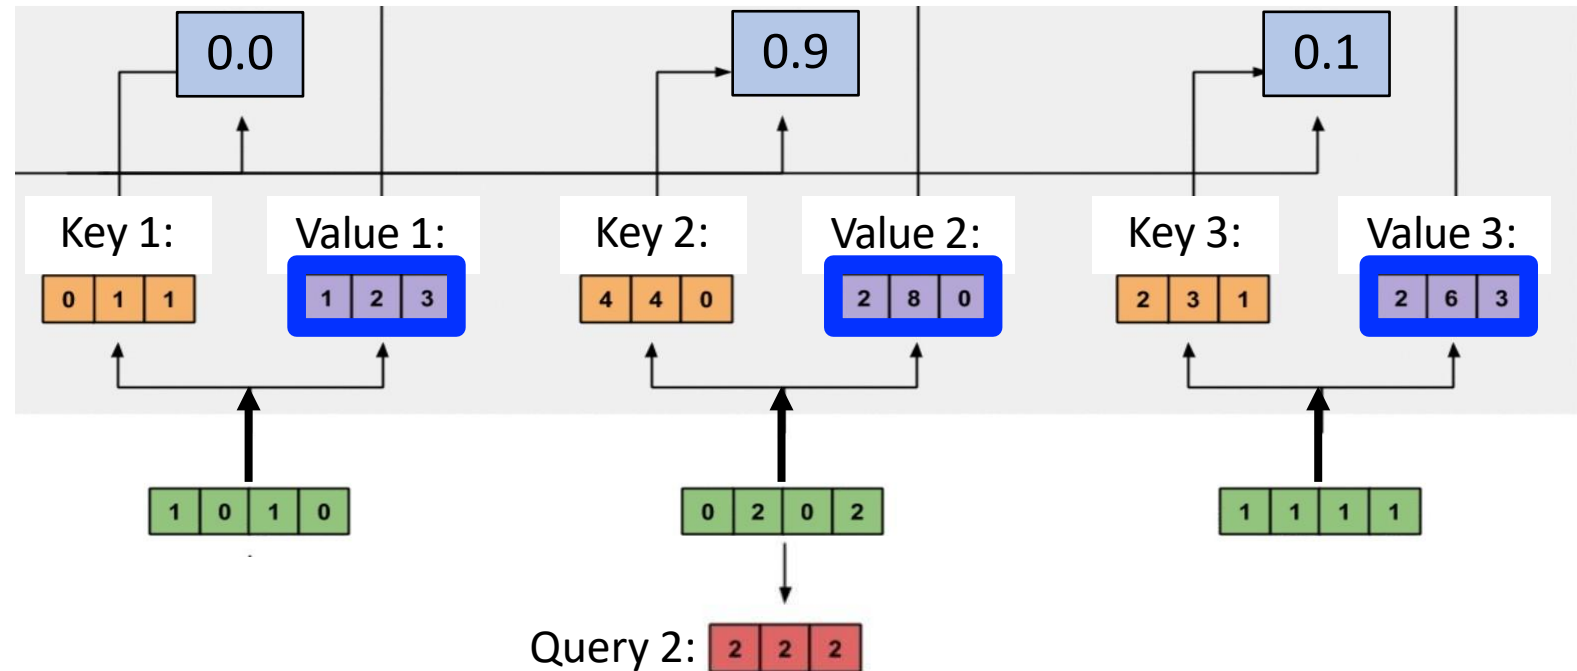 0.0 0.9 0.1
Key 1: Value 1: Key 2: Value 2: Key 3: Value 3:
0 1 1 1 2 3 4 4 0 2 8 0 2 3 1 2 6 3
1 0 1 0 0 2 0 2 1 1 1 1
Query 2: 2 2 2